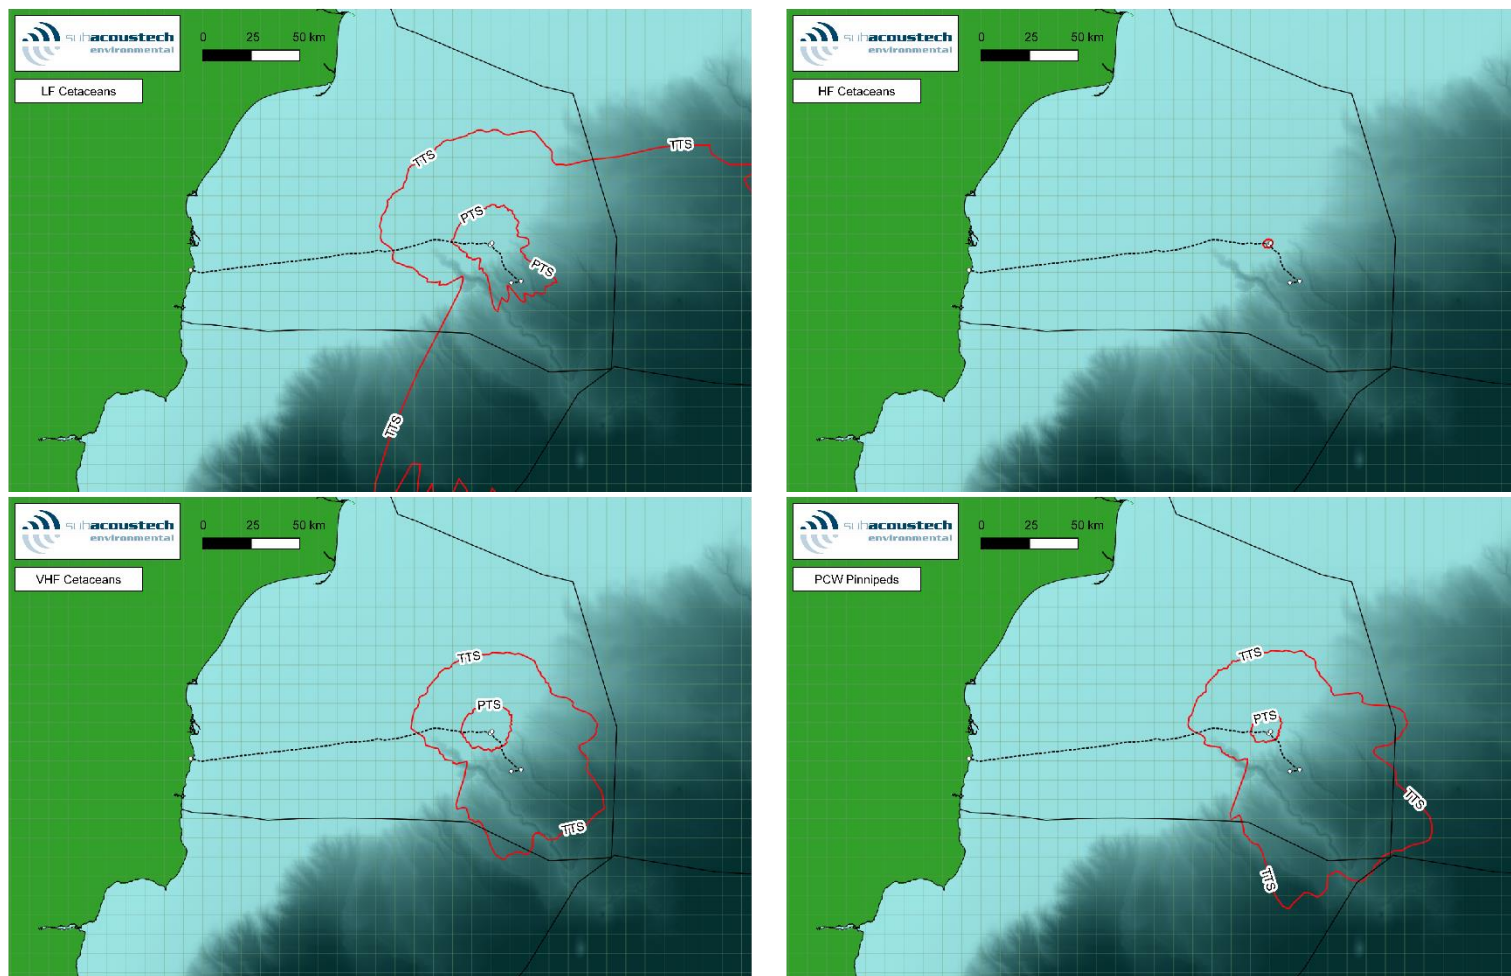 subacoustech
environmental
0 25 50 km
LF Cetaceans
TTS
TTS
PTS
PTS
TTS
subacoustech
environmental
0 25 50 km
HF Cetaceans
subacoustech
environmental
0 25 50 km
VHF Cetaceans
TTS
PTS
TTS
subacoustech
environmental
0 25 50 km
PCW Pinnipeds
TTS
PTS
TTS
TTS